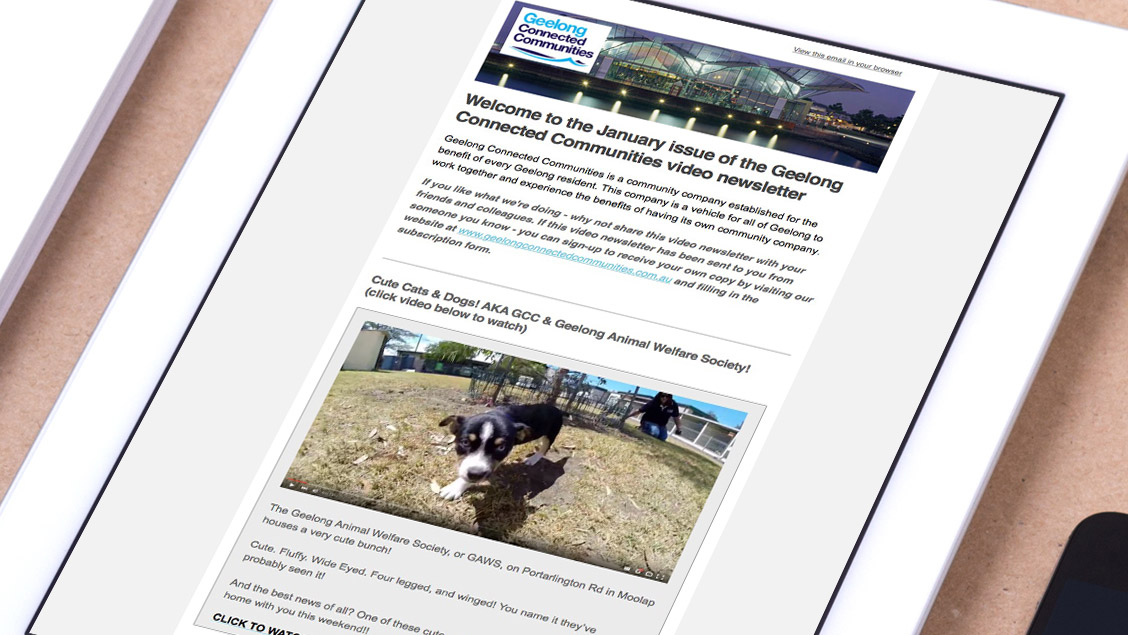 View this email in your browser
Geelong
Connected
Communities
Welcome to the January issue of the Geelong
Connected Communities video newsletter
Geelong Connected Communities is a community company established for the
benefit of every Geelong resident. This company is a vehicle for all of Geelong to
work together and experience the benefits of having its own community company.
If you like what we're doing - why not share this video newsletter with your
friends and colleagues. If this video newsletter has been sent to you from
someone you know - you can sign-up to receive your own copy by visiting our
website at www.geelongconnectedcommunities.com.au and filling in the
subscription form.
Cute Cats & Dogs! AKA GCC & Geelong Animal Welfare Society!
(click video below to watch)
The Geelong Animal Welfare Society, or GAWS, on Portarlington Rd in Moolap
houses a very cute bunch!
Cute. Fluffy. Wide Eyed. Four legged, and winged! You name it they've
probably seen it!
And the best news of all? One of these cute
home with you this weekend!!
CLICK TO WATC